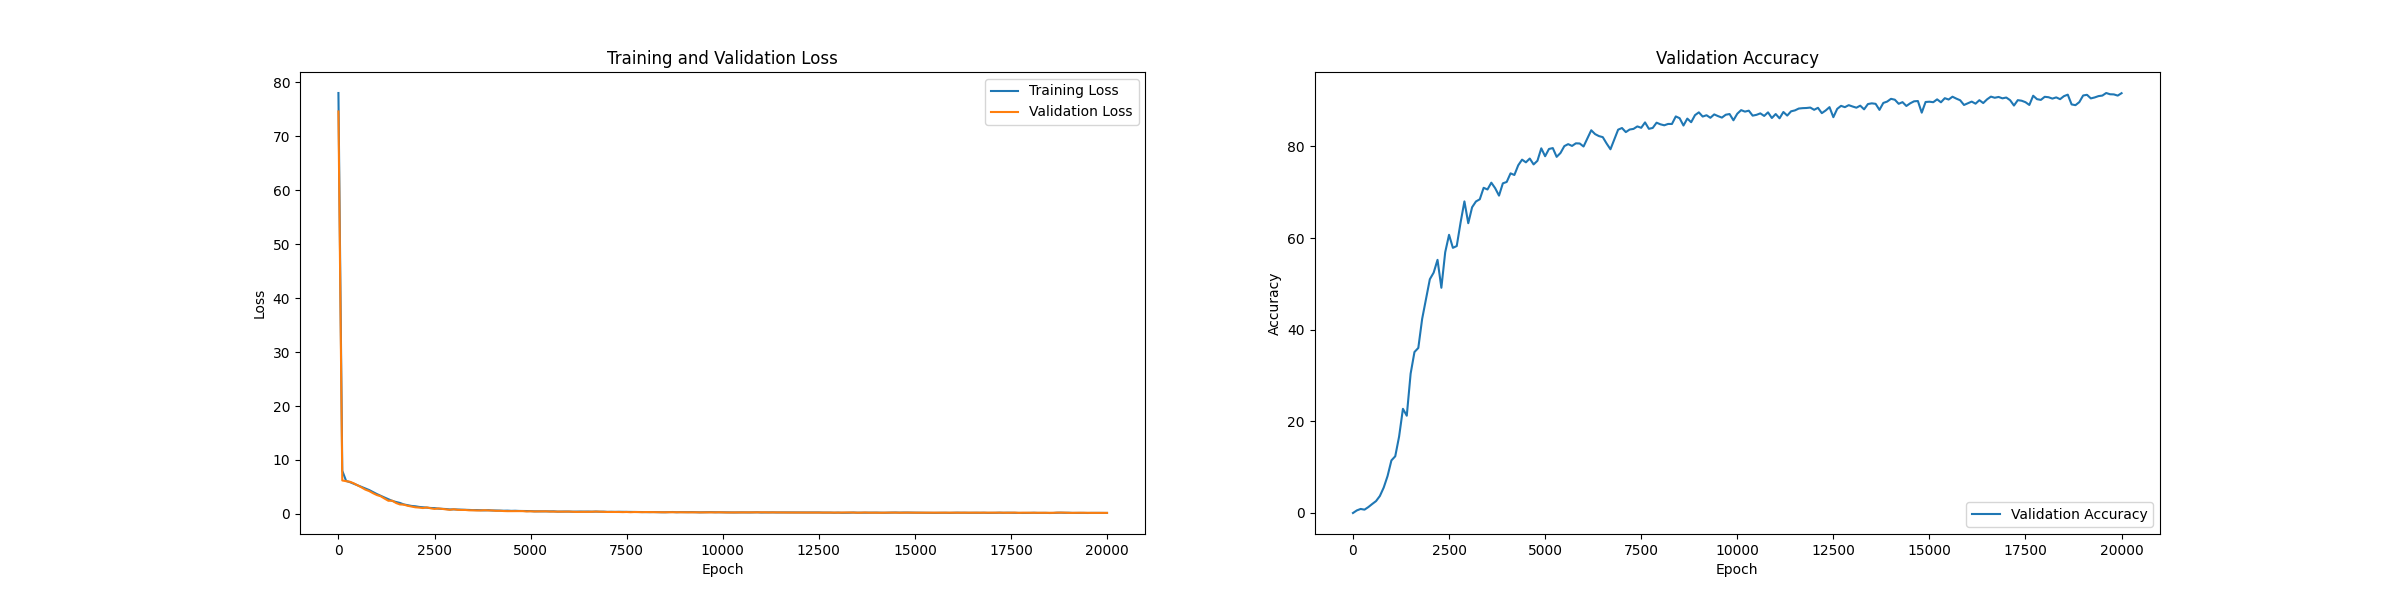 Training and Validation Loss
80
70
60
50
40
30
20
10
0
Loss
Training Loss
Validation Loss
0 2500 5000 7500 10000 12500 15000 17500 20000
Epoch
Validation Accuracy
80
60
40
20
0
Accuracy
Validation Accuracy
0 2500 5000 7500 10000 12500 15000 17500 20000
Epoch